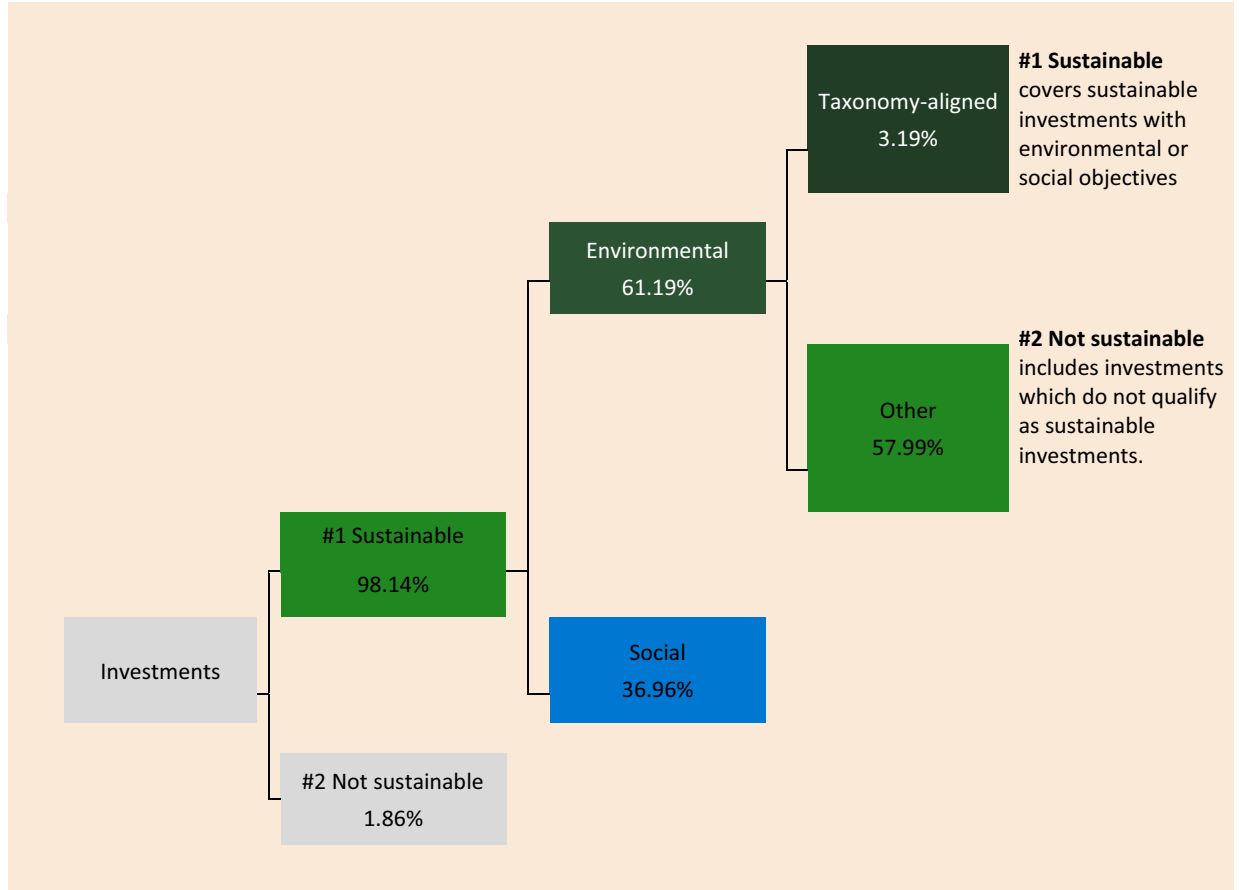 Taxonomy-aligned
3.19%
#1 Sustainable
covers sustainable
investments with
environmental or
social objectives
Environmental
61.19%
Other
57.99%
#2 Not sustainable
includes investments
which do not qualify
as sustainable
investments.
#1 Sustainable
98.14%
Investments
Social
36.96%
#2 Not sustainable
1.86%